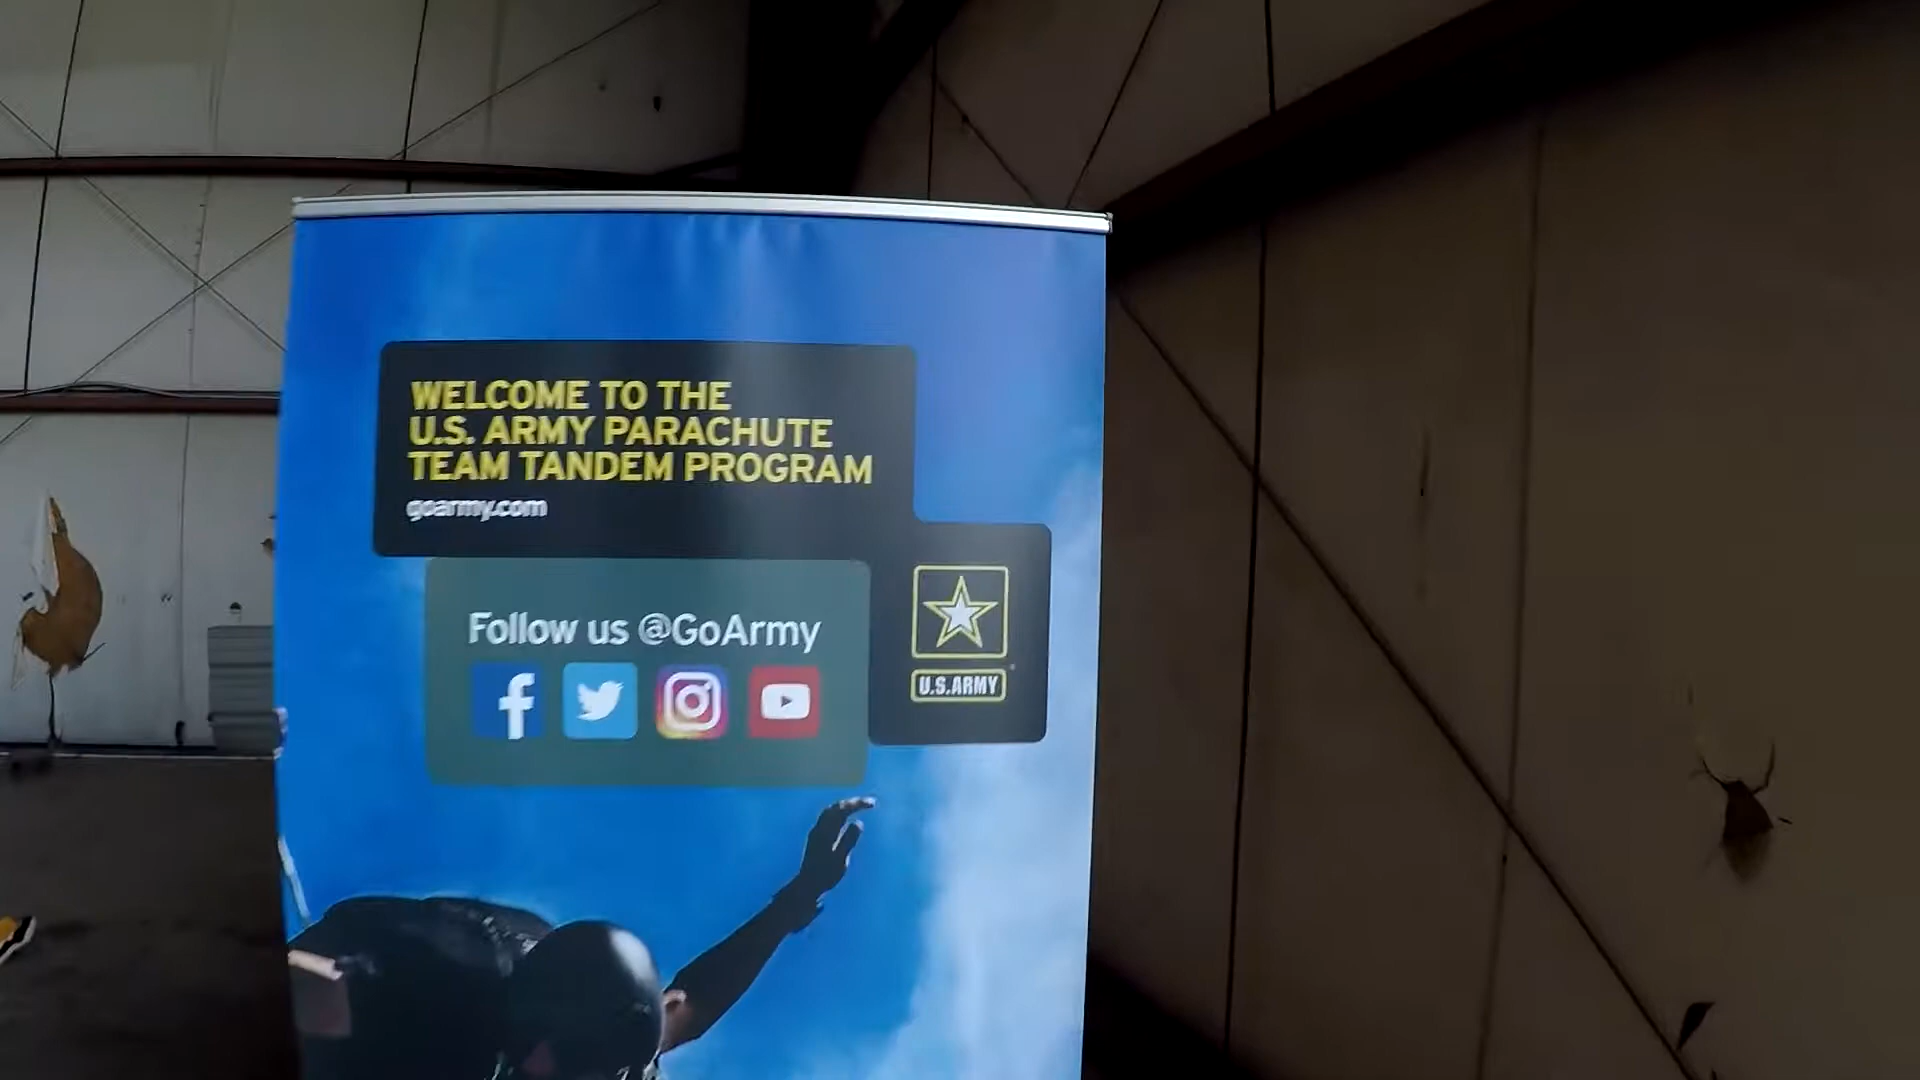 WELCOME TO THE
U.S. ARMY PARACHUTE
TEAM TANDEM PROGRAM
goarmy.com
Follow us @GoArmy
U.S.ARMY